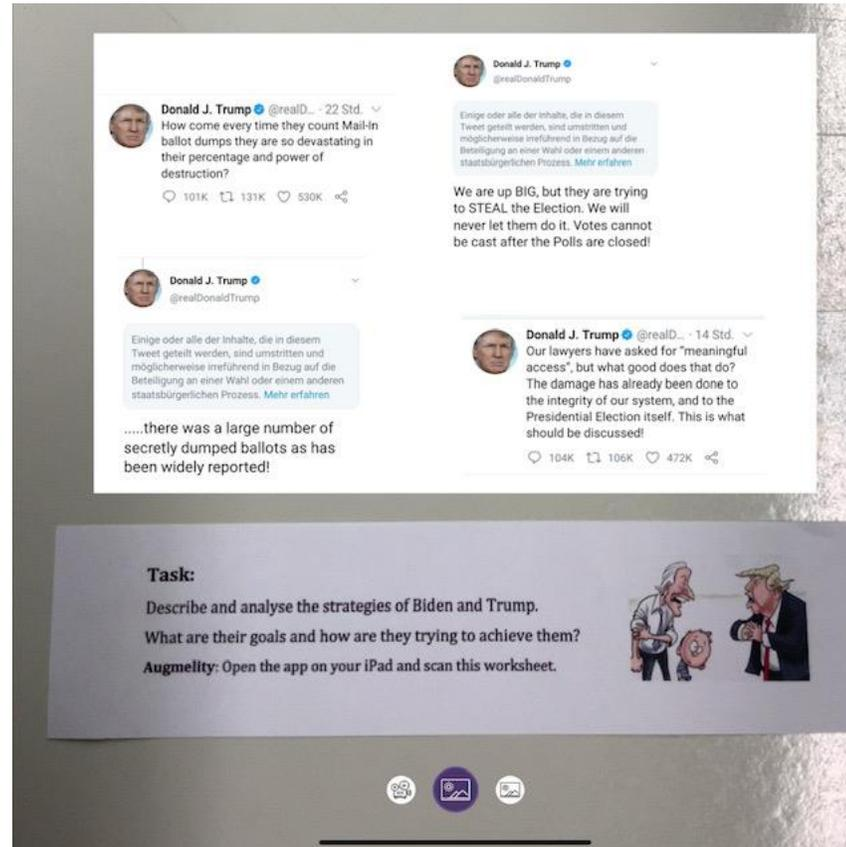 Donald J. Trump @realD... · 22 Std.
How come every time they count Mail-In
ballot dumps they are so devastating in
their percentage and power of
destruction?
101K 131K 530K
Donald J. Trump
@realDonaldTrump
Einige oder alle der Inhalte, die in diesem
Tweet geteilt werden, sind umstritten und
möglicherweise irreführend in Bezug auf die
Beteiligung an einer Wahl oder einem anderen
staatsbürgerlichen Prozess. Mehr erfahren
We are up BIG, but they are trying
to STEAL the Election. We will
never let them do it. Votes cannot
be cast after the Polls are closed!
Donald J. Trump
@realDonaldTrump
Einige oder alle der Inhalte, die in diesem
Tweet geteilt werden, sind umstritten und
möglicherweise irreführend in Bezug auf die
Beteiligung an einer Wahl oder einem anderen
staatsbürgerlichen Prozess. Mehr erfahren
.....there was a large number of
secretly dumped ballots as has
been widely reported!
Donald J. Trump @realD... · 14 Std.
Our lawyers have asked for "meaningful
access", but what good does that do?
The damage has already been done to
the integrity of our system, and to the
Presidential Election itself. This is what
should be discussed!
104K 106K 472K
Task:
Describe and analyse the strategies of Biden and Trump.
What are their goals and how are they trying to achieve them?
Augmelity: Open the app on your iPad and scan this worksheet.